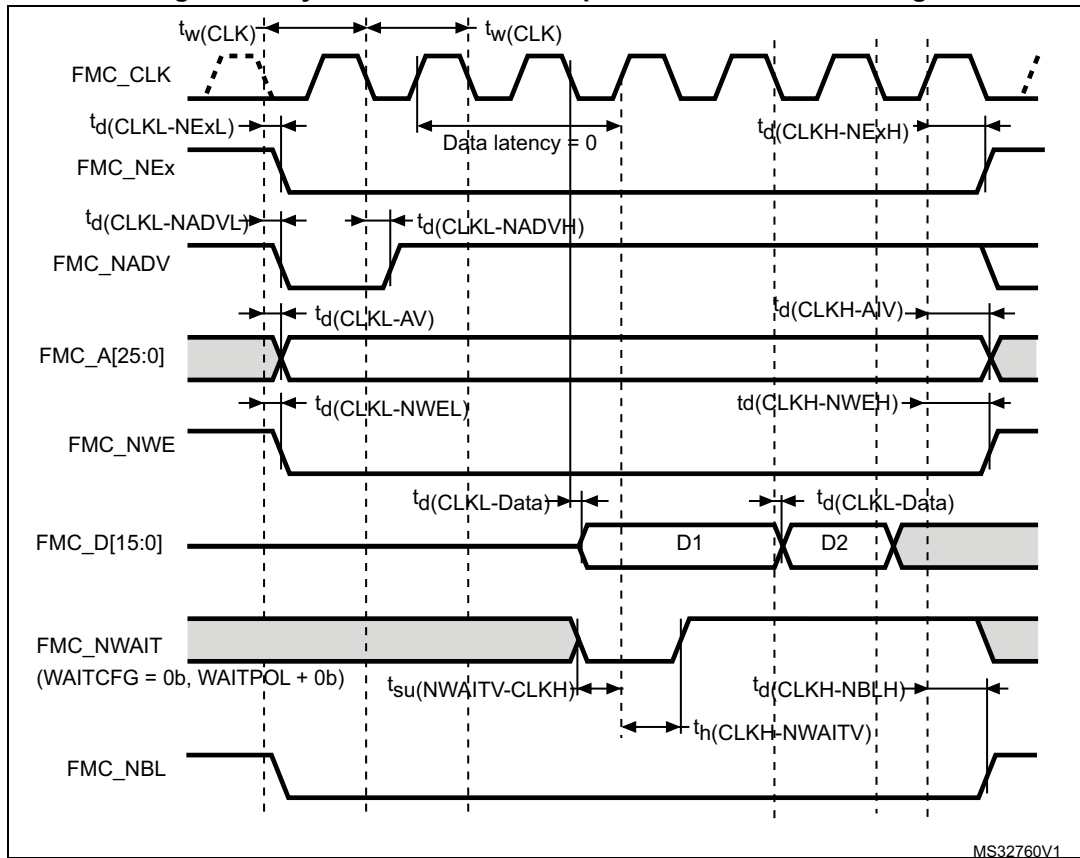 tw(CLK) tw(CLK)
FMC_CLK
td(CLKL-NExL) Data latency = 0 td(CLKH-NExH)
FMC_NEx
td(CLKL-NADVL) td(CLKL-NADVH)
FMC_NADV
td(CLKL-AV) td(CLKH-AIV)
FMC_A[25:0]
td(CLKL-NWEL) td(CLKH-NWEH)
FMC_NWE
td(CLKL-Data) td(CLKL-Data)
FMC_D[15:0] D1 D2
FMC_NWAIT
(WAITCFG = 0b, WAITPOL + 0b)
tsu(NWAITV-CLKH) td(CLKH-NBLH)
th(CLKH-NWAITV)
FMC_NBL
MS32760V1